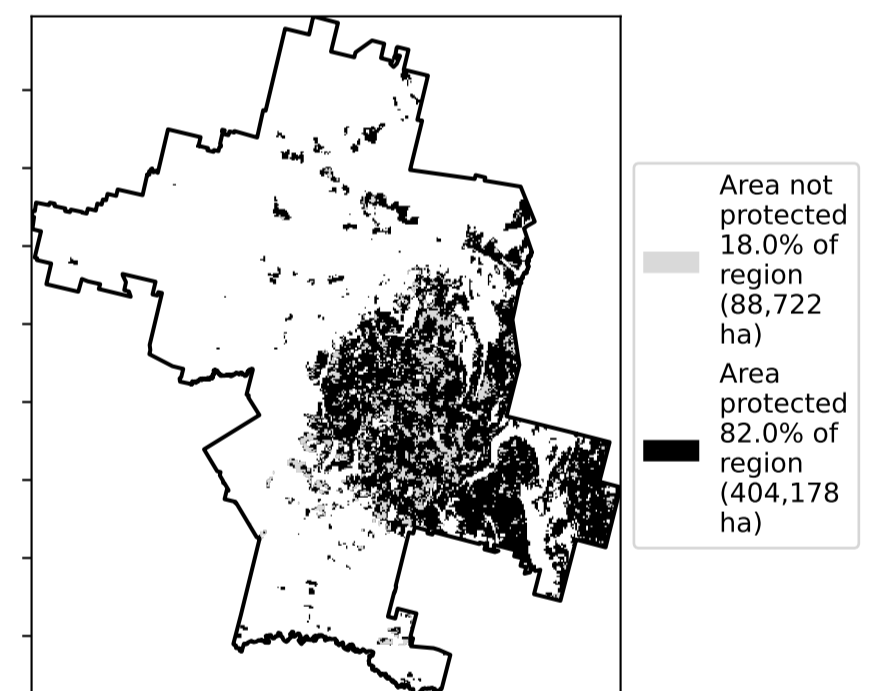 Area not
protected
18.0% of
region
(88,722
ha)
Area
protected
82.0% of
region
(404,178
ha)